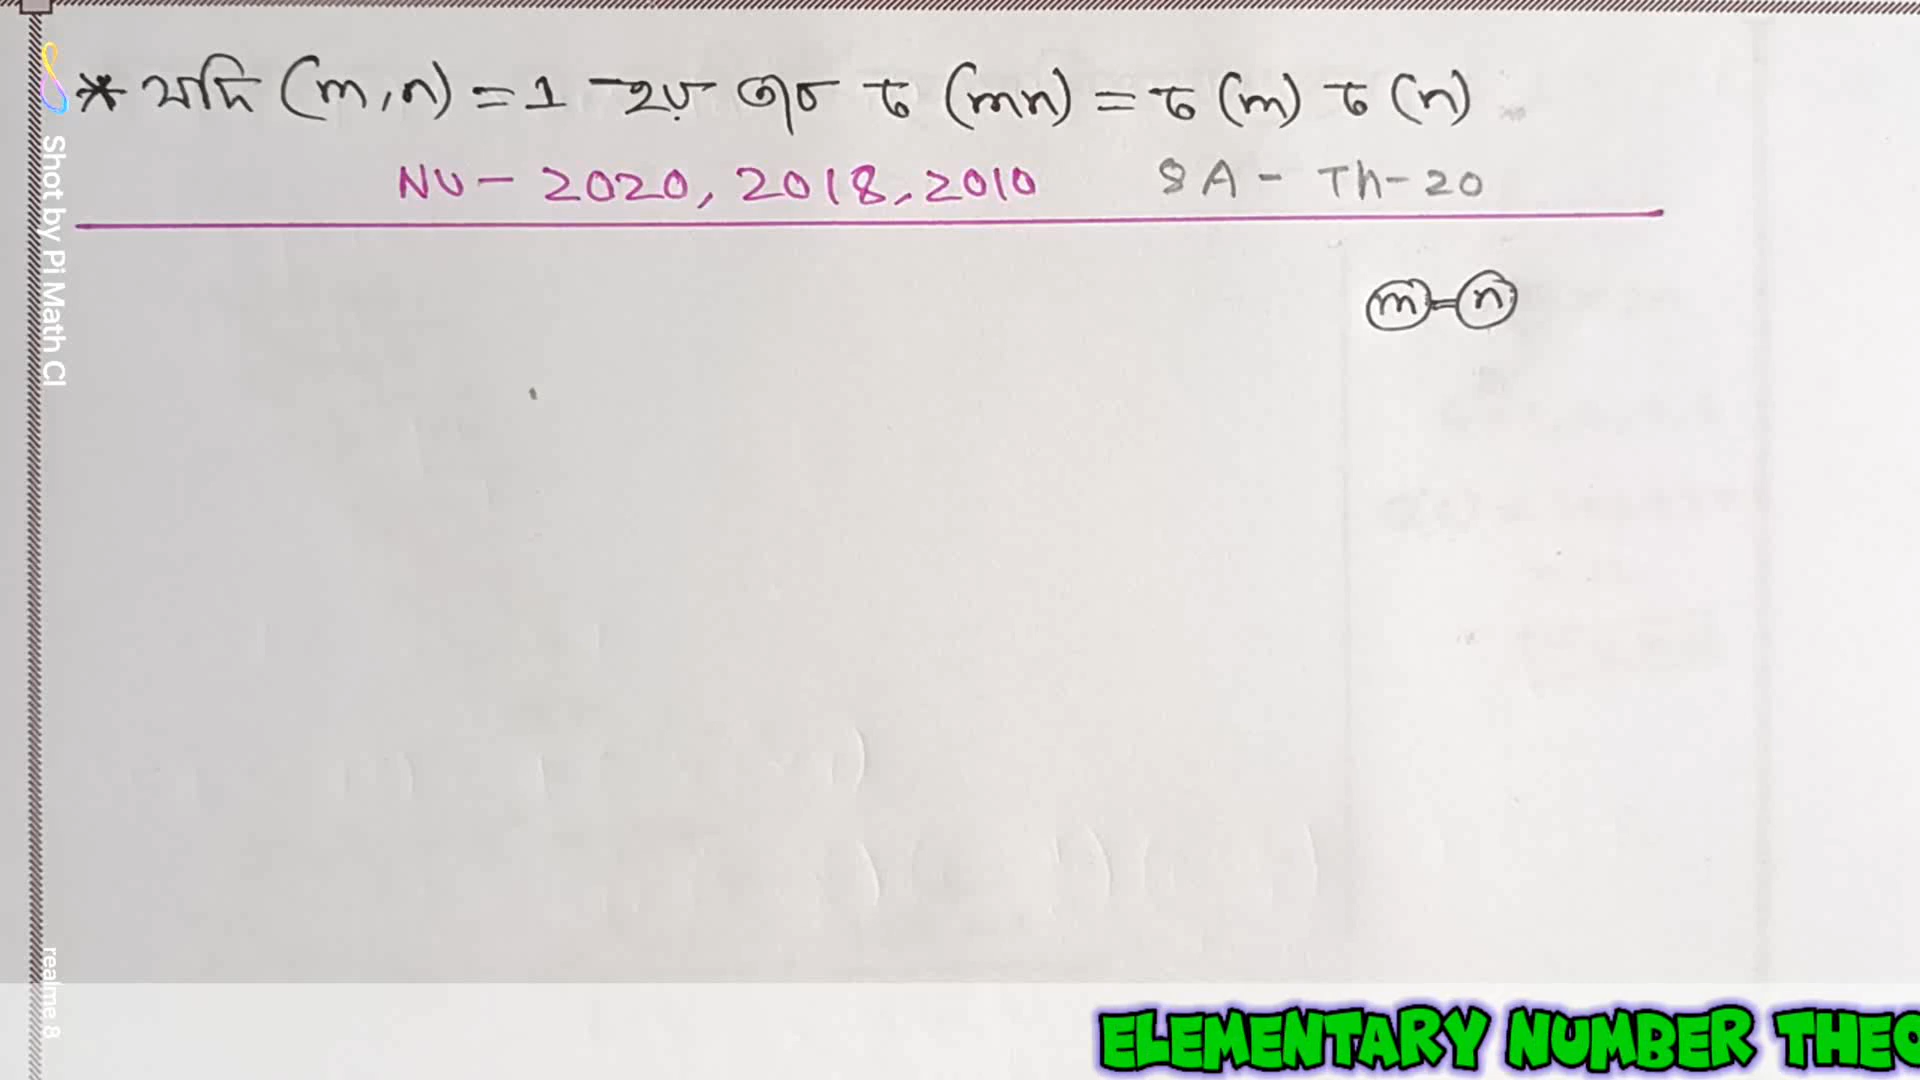 * যদি (m,n) = 1 হয় তবে τ (mn) = τ (m) τ (n)
NU - 2020, 2018, 2010 SA - Th-20
m = n
Shot by Pi Math Cl
realme 8
ELEMENTARY NUMBER THEO